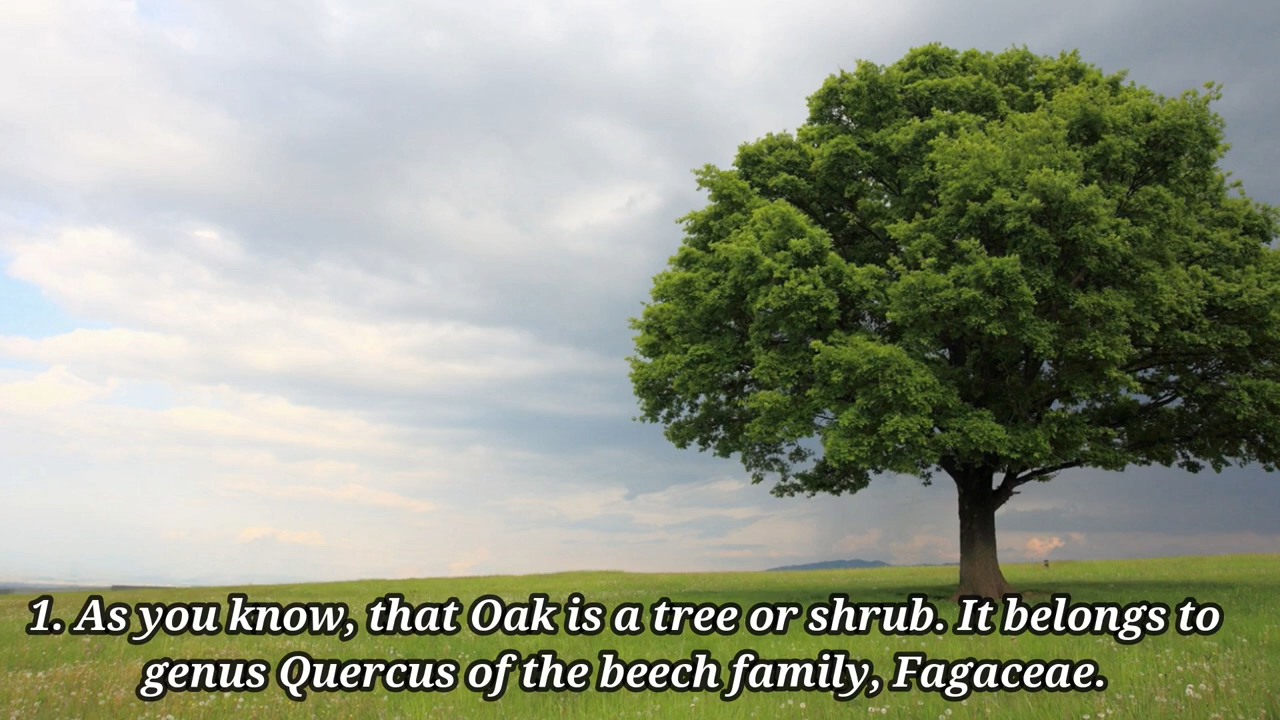 1. As you know, that Oak is a tree or shrub. It belongs to
genus Quercus of the beech family, Fagaceae.